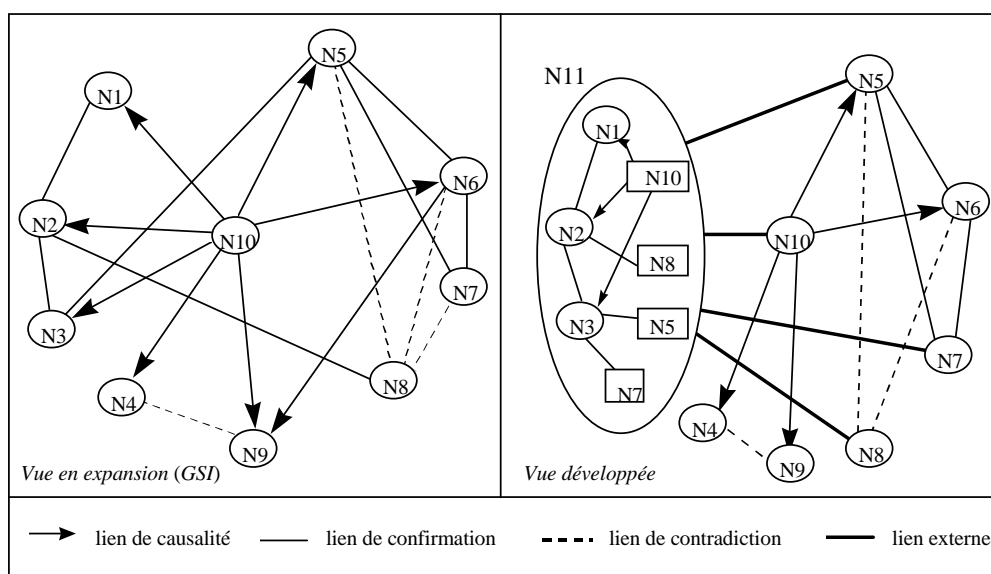 N5
N1
N6
N2
N10
N7
N3
N8
N4
N9
Vue en expansion (GSI)
N11
N5
N1
N10
N6
N2
N10
N8
N3
N5
N7
N7
N4
N8
N9
Vue développée
lien de causalité
lien de confirmation
lien de contradiction
lien externe